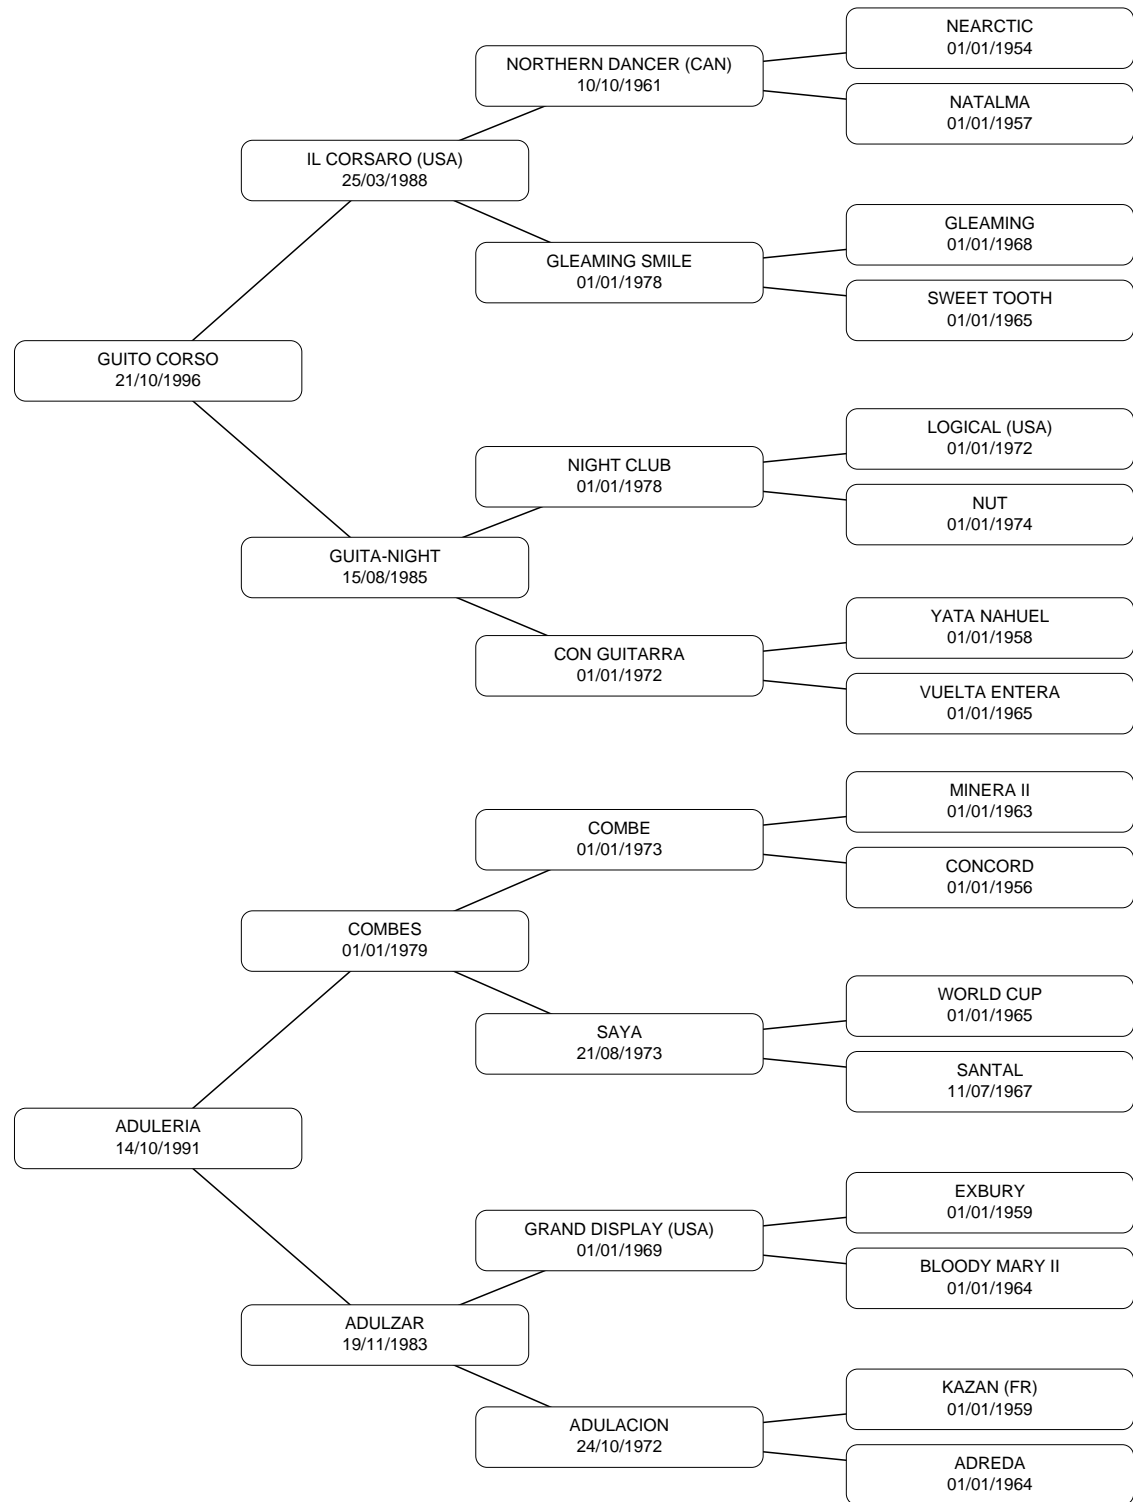 NEARCTIC
01/01/1954
NORTHERN DANCER (CAN)
10/10/1961
NATALMA
01/01/1957
IL CORSARO (USA)
25/03/1988
GLEAMING
01/01/1968
GLEAMING SMILE
01/01/1978
SWEET TOOTH
01/01/1965
GUITO CORSO
21/10/1996
LOGICAL (USA)
01/01/1972
NIGHT CLUB
01/01/1978
NUT
01/01/1974
GUITA-NIGHT
15/08/1985
YATA NAHUEL
01/01/1958
CON GUITARRA
01/01/1972
VUELTA ENTERA
01/01/1965
MINERA II
01/01/1963
COMBE
01/01/1973
CONCORD
01/01/1956
COMBES
01/01/1979
WORLD CUP
01/01/1965
SAYA
21/08/1973
SANTAL
11/07/1967
ADULERIA
14/10/1991
EXBURY
01/01/1959
GRAND DISPLAY (USA)
01/01/1969
BLOODY MARY II
01/01/1964
ADULZAR
19/11/1983
KAZAN (FR)
01/01/1959
ADULACION
24/10/1972
ADREDA
01/01/1964